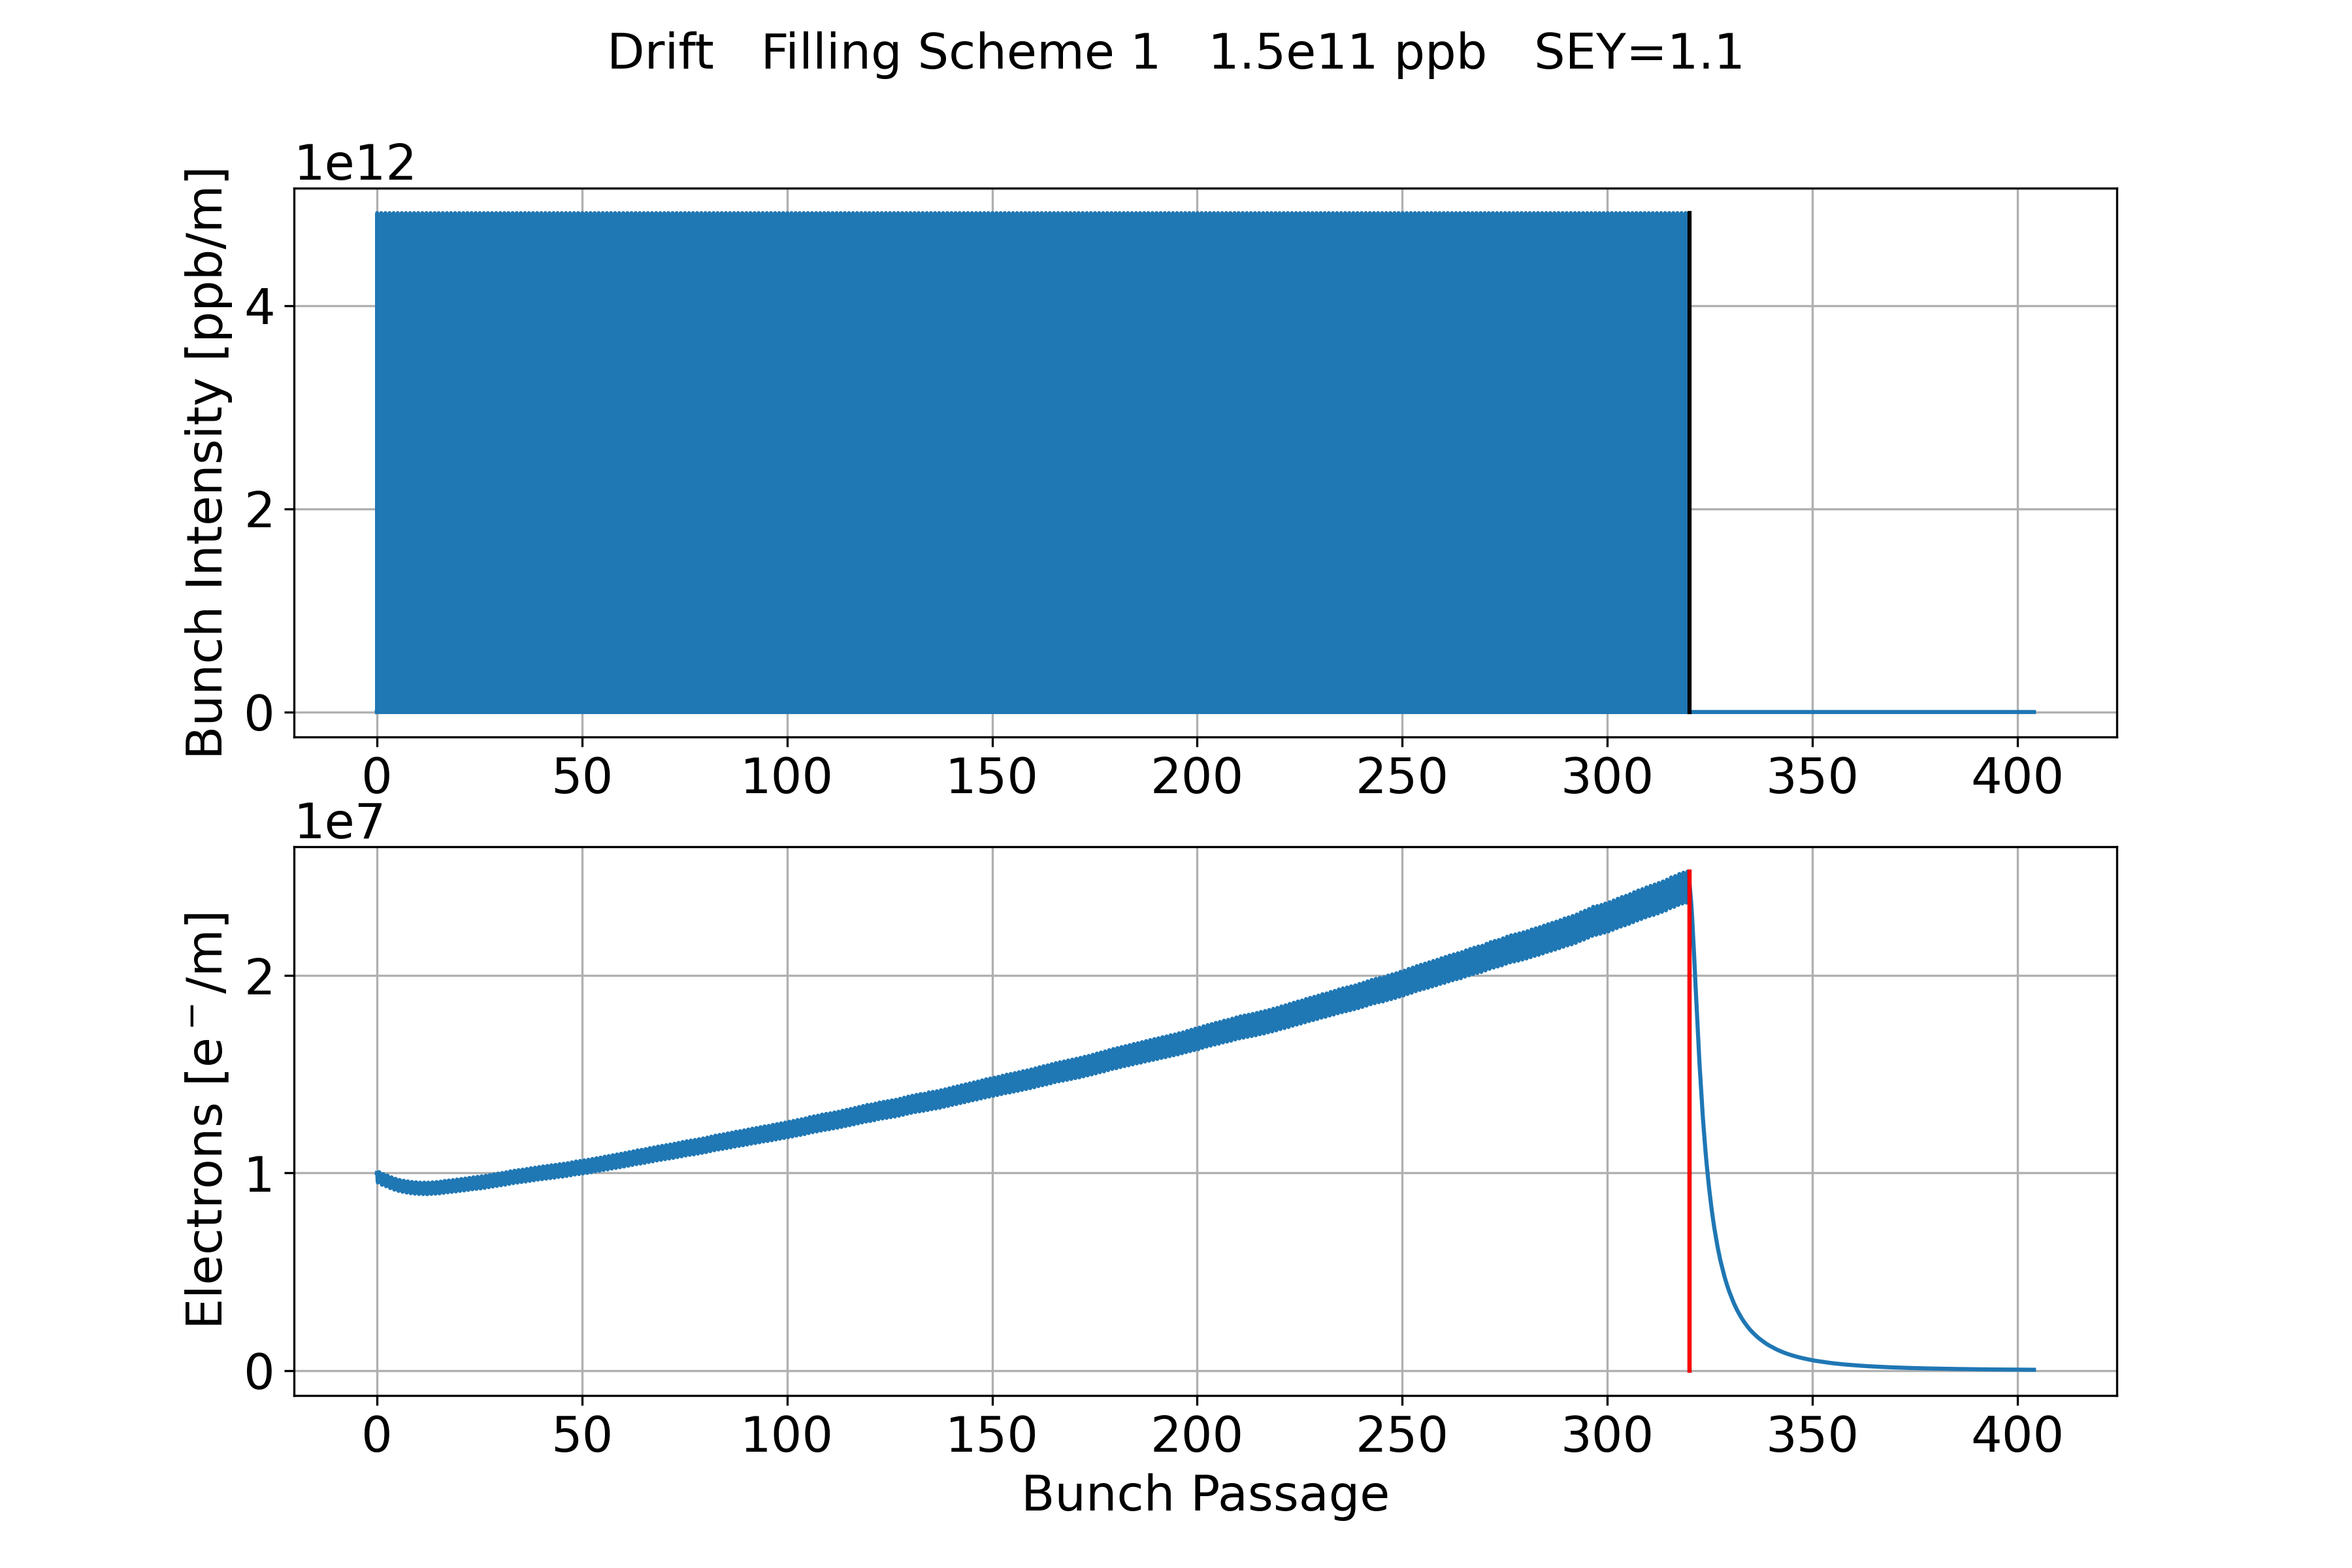 Drift Filling Scheme 1 1.5e11 ppb SEY=1.1
1e12
Bunch Intensity [ppb/m]
4
2
0
0 50 100 150 200 250 300 350 400
1e7
Electrons [e⁻/m]
2
1
0
0 50 100 150 200 250 300 350 400
Bunch Passage